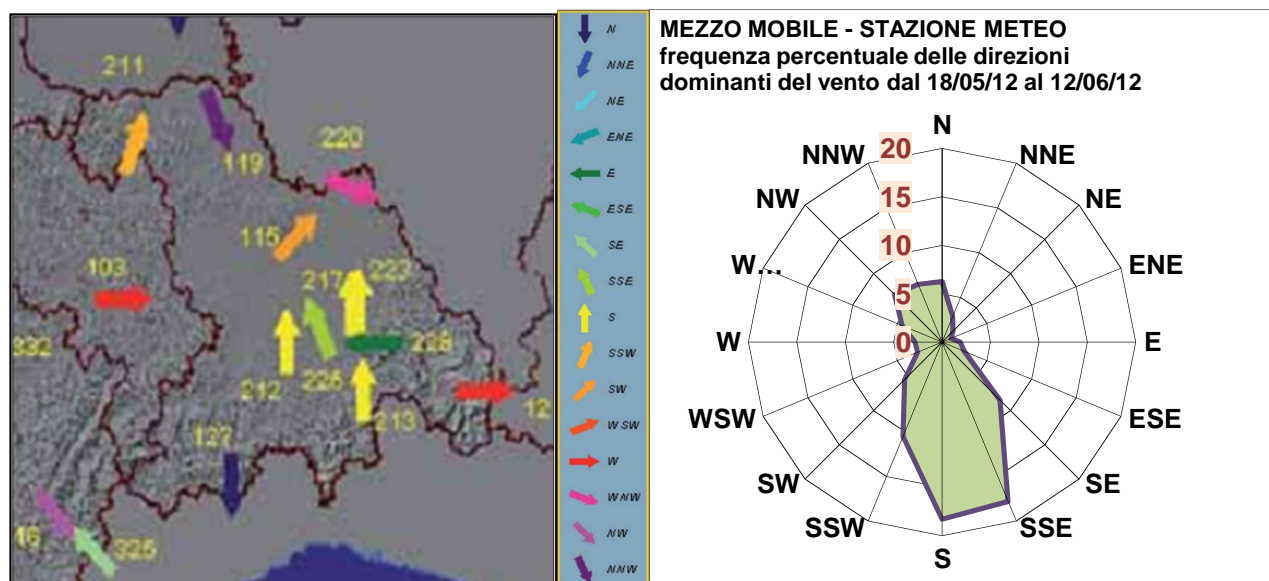 211
119
220
115
103
217
223
332
228
212
226
213
12
127
325
N
NNE
NE
ENE
E
ESE
SE
SSE
S
SSW
SW
WSW
W
WNW
NW
NNW
MEZZO MOBILE - STAZIONE METEO
frequenza percentuale delle direzioni
dominanti del vento dal 18/05/12 al 12/06/12
N
NNW
20
NNE
NW
15
NE
W...
10
ENE
5
W
0
E
WSW
ESE
SW
SE
SSW
SSE
S